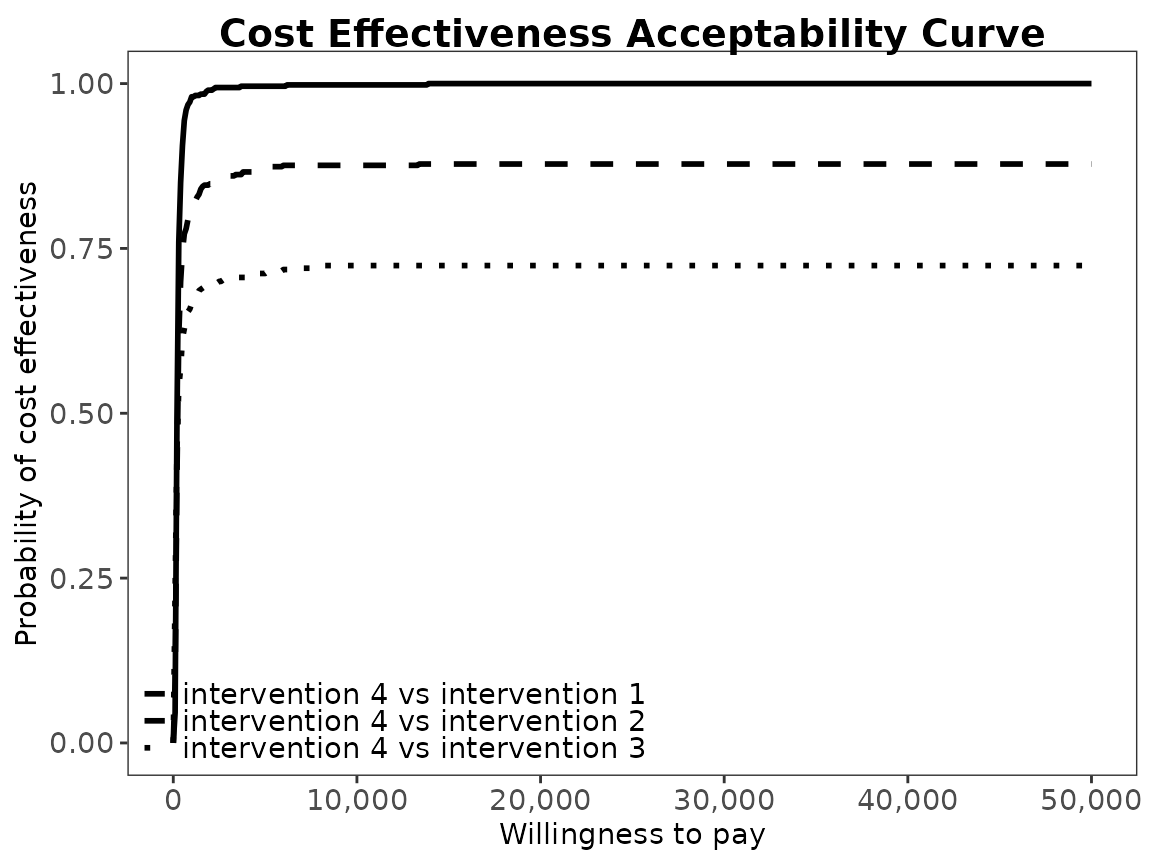 Cost Effectiveness Acceptability Curve
Probability of cost effectiveness
1.00
0.75
0.50
0.25
0.00
intervention 4 vs intervention 1
intervention 4 vs intervention 2
intervention 4 vs intervention 3
0 10,000 20,000 30,000 40,000 50,000
Willingness to pay